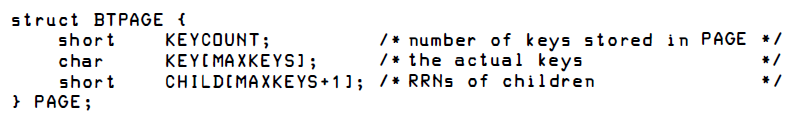 struct BTPAGE {
    short    KEYCOUNT;          /* number of keys stored in PAGE */
    char     KEY[MAXKEYS];      /* the actual keys               */
    short    CHILD[MAXKEYS+1];  /* RRNs of children              */
} PAGE;